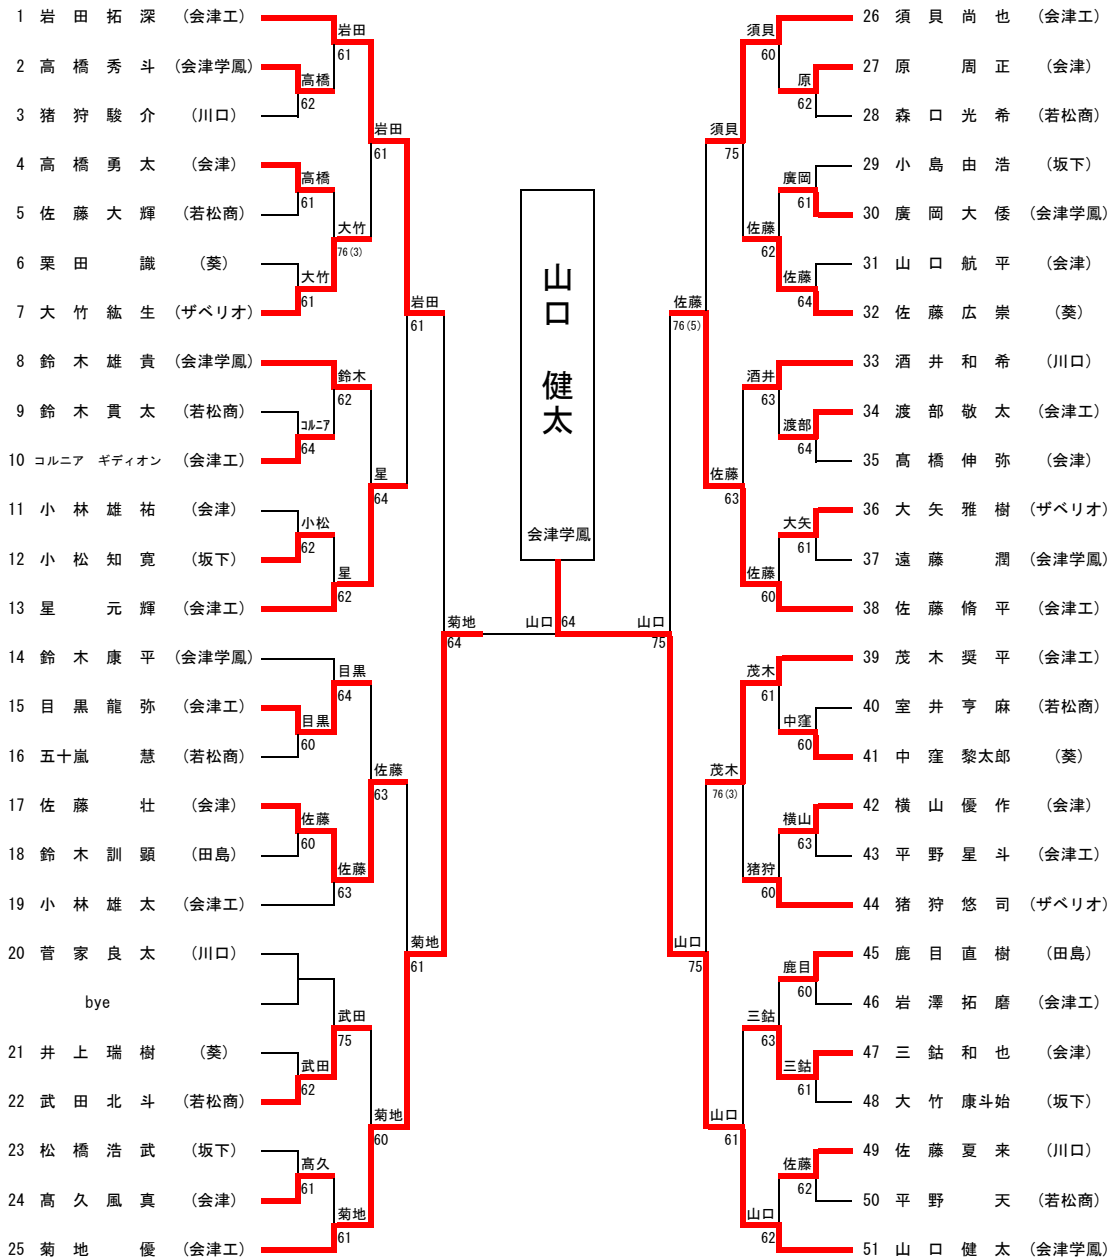 1 岩田拓深 (会津工)
2 高橋秀斗 (会津学鳳)
3 猪狩駿介 (川口)
4 高橋勇太 (会津)
5 佐藤大輝 (若松商)
6 栗田識 (葵)
7 大竹紘生 (ザベリオ)
8 鈴木雄貴 (会津学鳳)
9 鈴木貫太 (若松商)
10 コルニア ギディオン (会津工)
11 小林雄祐 (会津)
12 小松知寛 (坂下)
13 星元輝 (会津工)
14 鈴木康平 (会津学鳳)
15 目黒龍弥 (会津工)
16 五十嵐慧 (若松商)
17 佐藤壮 (会津)
18 鈴木訓顕 (田島)
19 小林雄太 (会津工)
20 菅家良太 (川口)
bye
21 井上瑞樹 (葵)
22 武田北斗 (若松商)
23 松橋浩武 (坂下)
24 髙久風真 (会津)
25 菊地優 (会津工)
高橋
62
高橋
61
大竹
61
コルニア
64
小松
62
目黒
60
佐藤
60
武田
62
髙久
61
岩田
61
大竹
76(3)
鈴木
62
星
62
目黒
64
佐藤
63
武田
75
菊地
61
岩田
61
星
64
佐藤
63
菊地
60
岩田
61
菊地
61
菊地
64
山口 健太
会津学鳳
山口
64
山口
75
佐藤
76(5)
山口
75
須貝
75
佐藤
63
茂木
76(3)
山口
61
須貝
60
佐藤
62
酒井
63
佐藤
60
茂木
61
猪狩
60
三鈷
63
山口
62
原
62
廣岡
61
佐藤
64
渡部
64
大矢
61
中窪
60
横山
63
鹿目
60
三鈷
61
佐藤
62
26 須貝尚也 (会津工)
27 原周正 (会津)
28 森口光希 (若松商)
29 小島由浩 (坂下)
30 廣岡大倭 (会津学鳳)
31 山口航平 (会津)
32 佐藤広崇 (葵)
33 酒井和希 (川口)
34 渡部敬太 (会津工)
35 髙橋伸弥 (会津)
36 大矢雅樹 (ザベリオ)
37 遠藤潤 (会津学鳳)
38 佐藤脩平 (会津工)
39 茂木奨平 (会津工)
40 室井亨麻 (若松商)
41 中窪黎太郎 (葵)
42 横山優作 (会津)
43 平野星斗 (会津工)
44 猪狩悠司 (ザベリオ)
45 鹿目直樹 (田島)
46 岩澤拓磨 (会津工)
47 三鈷和也 (会津)
48 大竹康斗始 (坂下)
49 佐藤夏来 (川口)
50 平野天 (若松商)
51 山口健太 (会津学鳳)